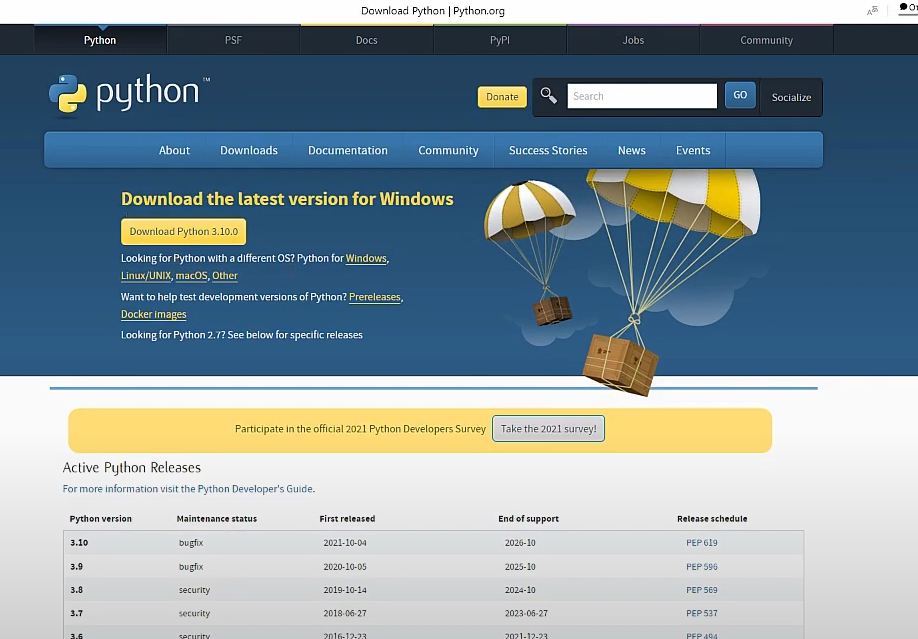 Download Python | Python.org
Python PSF Docs PyPI Jobs Community
python™
Donate Search GO Socialize
About Downloads Documentation Community Success Stories News Events
Download the latest version for Windows
Download Python 3.10.0
Looking for Python with a different OS? Python for Windows,
Linux/UNIX, macOS, Other
Want to help test development versions of Python? Prereleases,
Docker images
Looking for Python 2.7? See below for specific releases
Participate in the official 2021 Python Developers Survey Take the 2021 survey!
Active Python Releases
For more information visit the Python Developer's Guide.
Python version Maintenance status First released End of support Release schedule
3.10 bugfix 2021-10-04 2026-10 PEP 619
3.9 bugfix 2020-10-05 2025-10 PEP 596
3.8 security 2019-10-14 2024-10 PEP 569
3.7 security 2018-06-27 2023-06-27 PEP 537
3.6 security 2016-12-23 2021-12-23 PEP 494